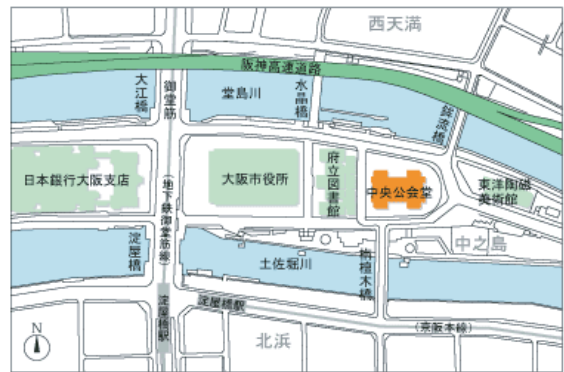 西天満
阪神高速道路
大江橋
御堂筋
堂島川
水晶橋
鉾流橋
日本銀行大阪支店
大阪市役所
府立図書館
中央公会堂
東洋陶磁
美術館
(地下鉄御堂筋線)
淀屋橋
土佐堀川
栴檀木橋
中之島
淀屋橋駅
淀屋橋駅
(京阪本線)
北浜
N